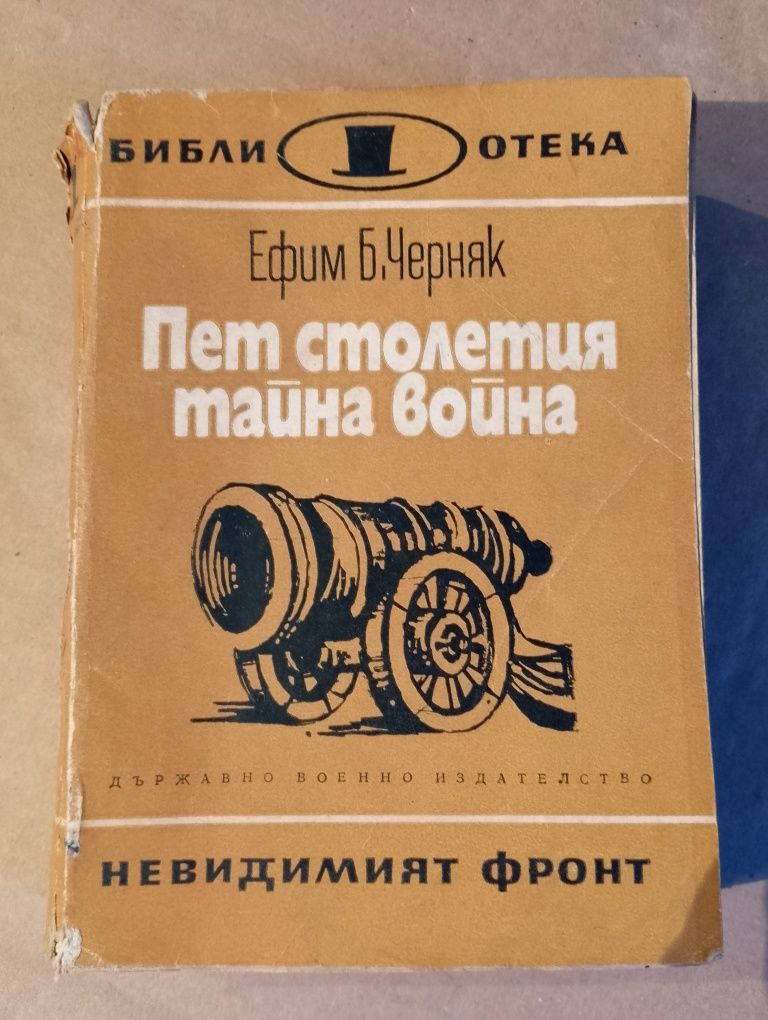 БИБЛИОТЕКА
Ефим Б. Черняк
Пет столетия
тайна война
ДЪРЖАВНО ВОЕННО ИЗДАТЕЛСТВО
НЕВИДИМИЯТ ФРОНТ